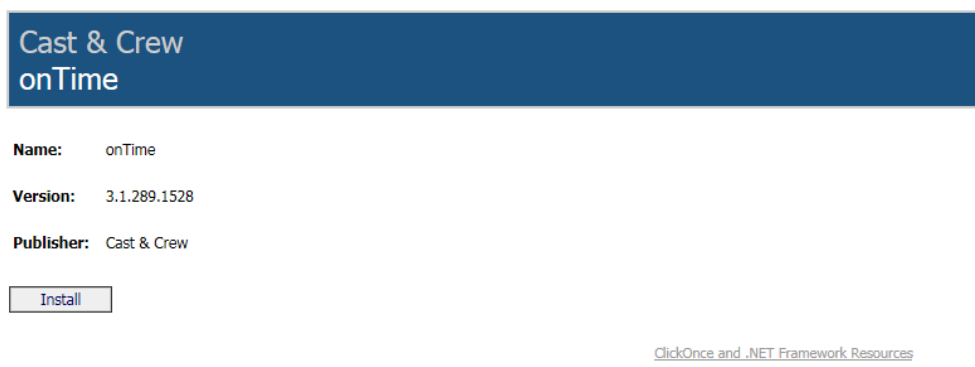 Cast & Crew
onTime
Name: onTime
Version: 3.1.289.1528
Publisher: Cast & Crew
Install
ClickOnce and .NET Framework Resources